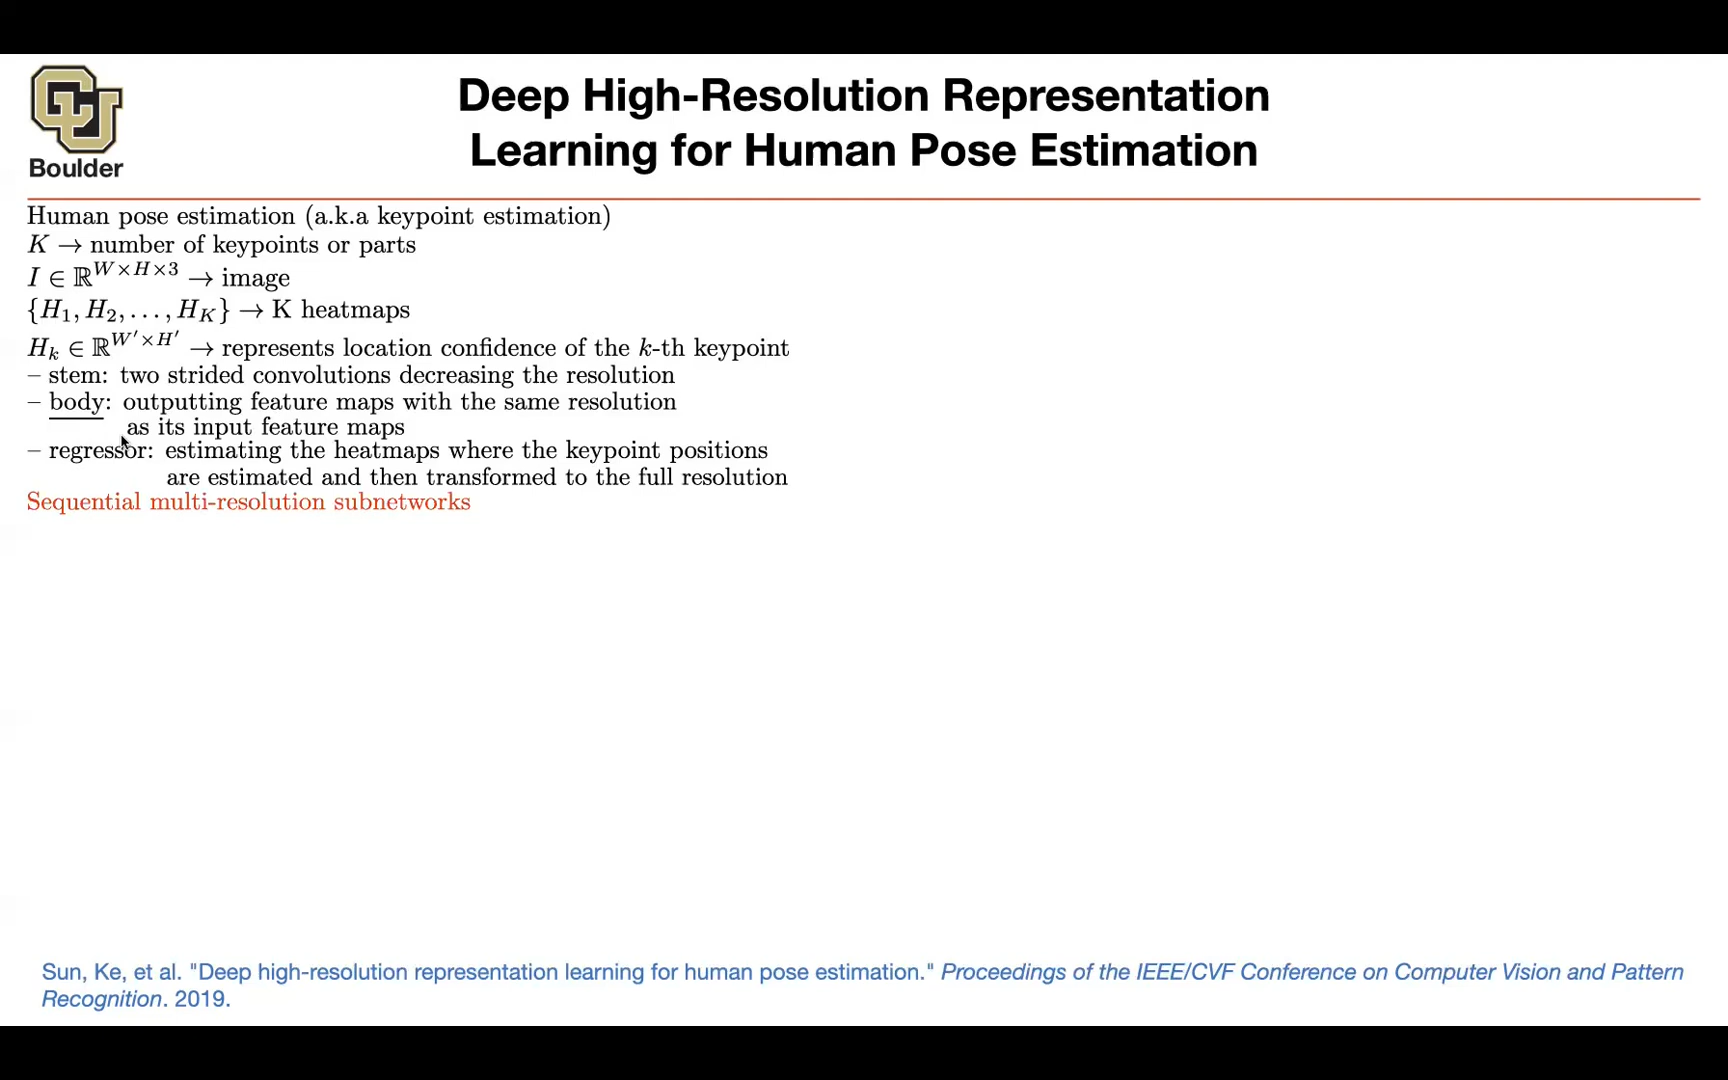 Deep High-Resolution Representation
Learning for Human Pose Estimation
Boulder
Human pose estimation (a.k.a keypoint estimation)
K → number of keypoints or parts
I ∈ ℝ^{W×H×3} → image
{H_1, H_2, . . . , H_K} → K heatmaps
H_k ∈ ℝ^{W′×H′} → represents location confidence of the k-th keypoint
– stem: two strided convolutions decreasing the resolution
– body: outputting feature maps with the same resolution
as its input feature maps
– regressor: estimating the heatmaps where the keypoint positions
are estimated and then transformed to the full resolution
Sequential multi-resolution subnetworks
Sun, Ke, et al. "Deep high-resolution representation learning for human pose estimation." Proceedings of the IEEE/CVF Conference on Computer Vision and Pattern
Recognition. 2019.